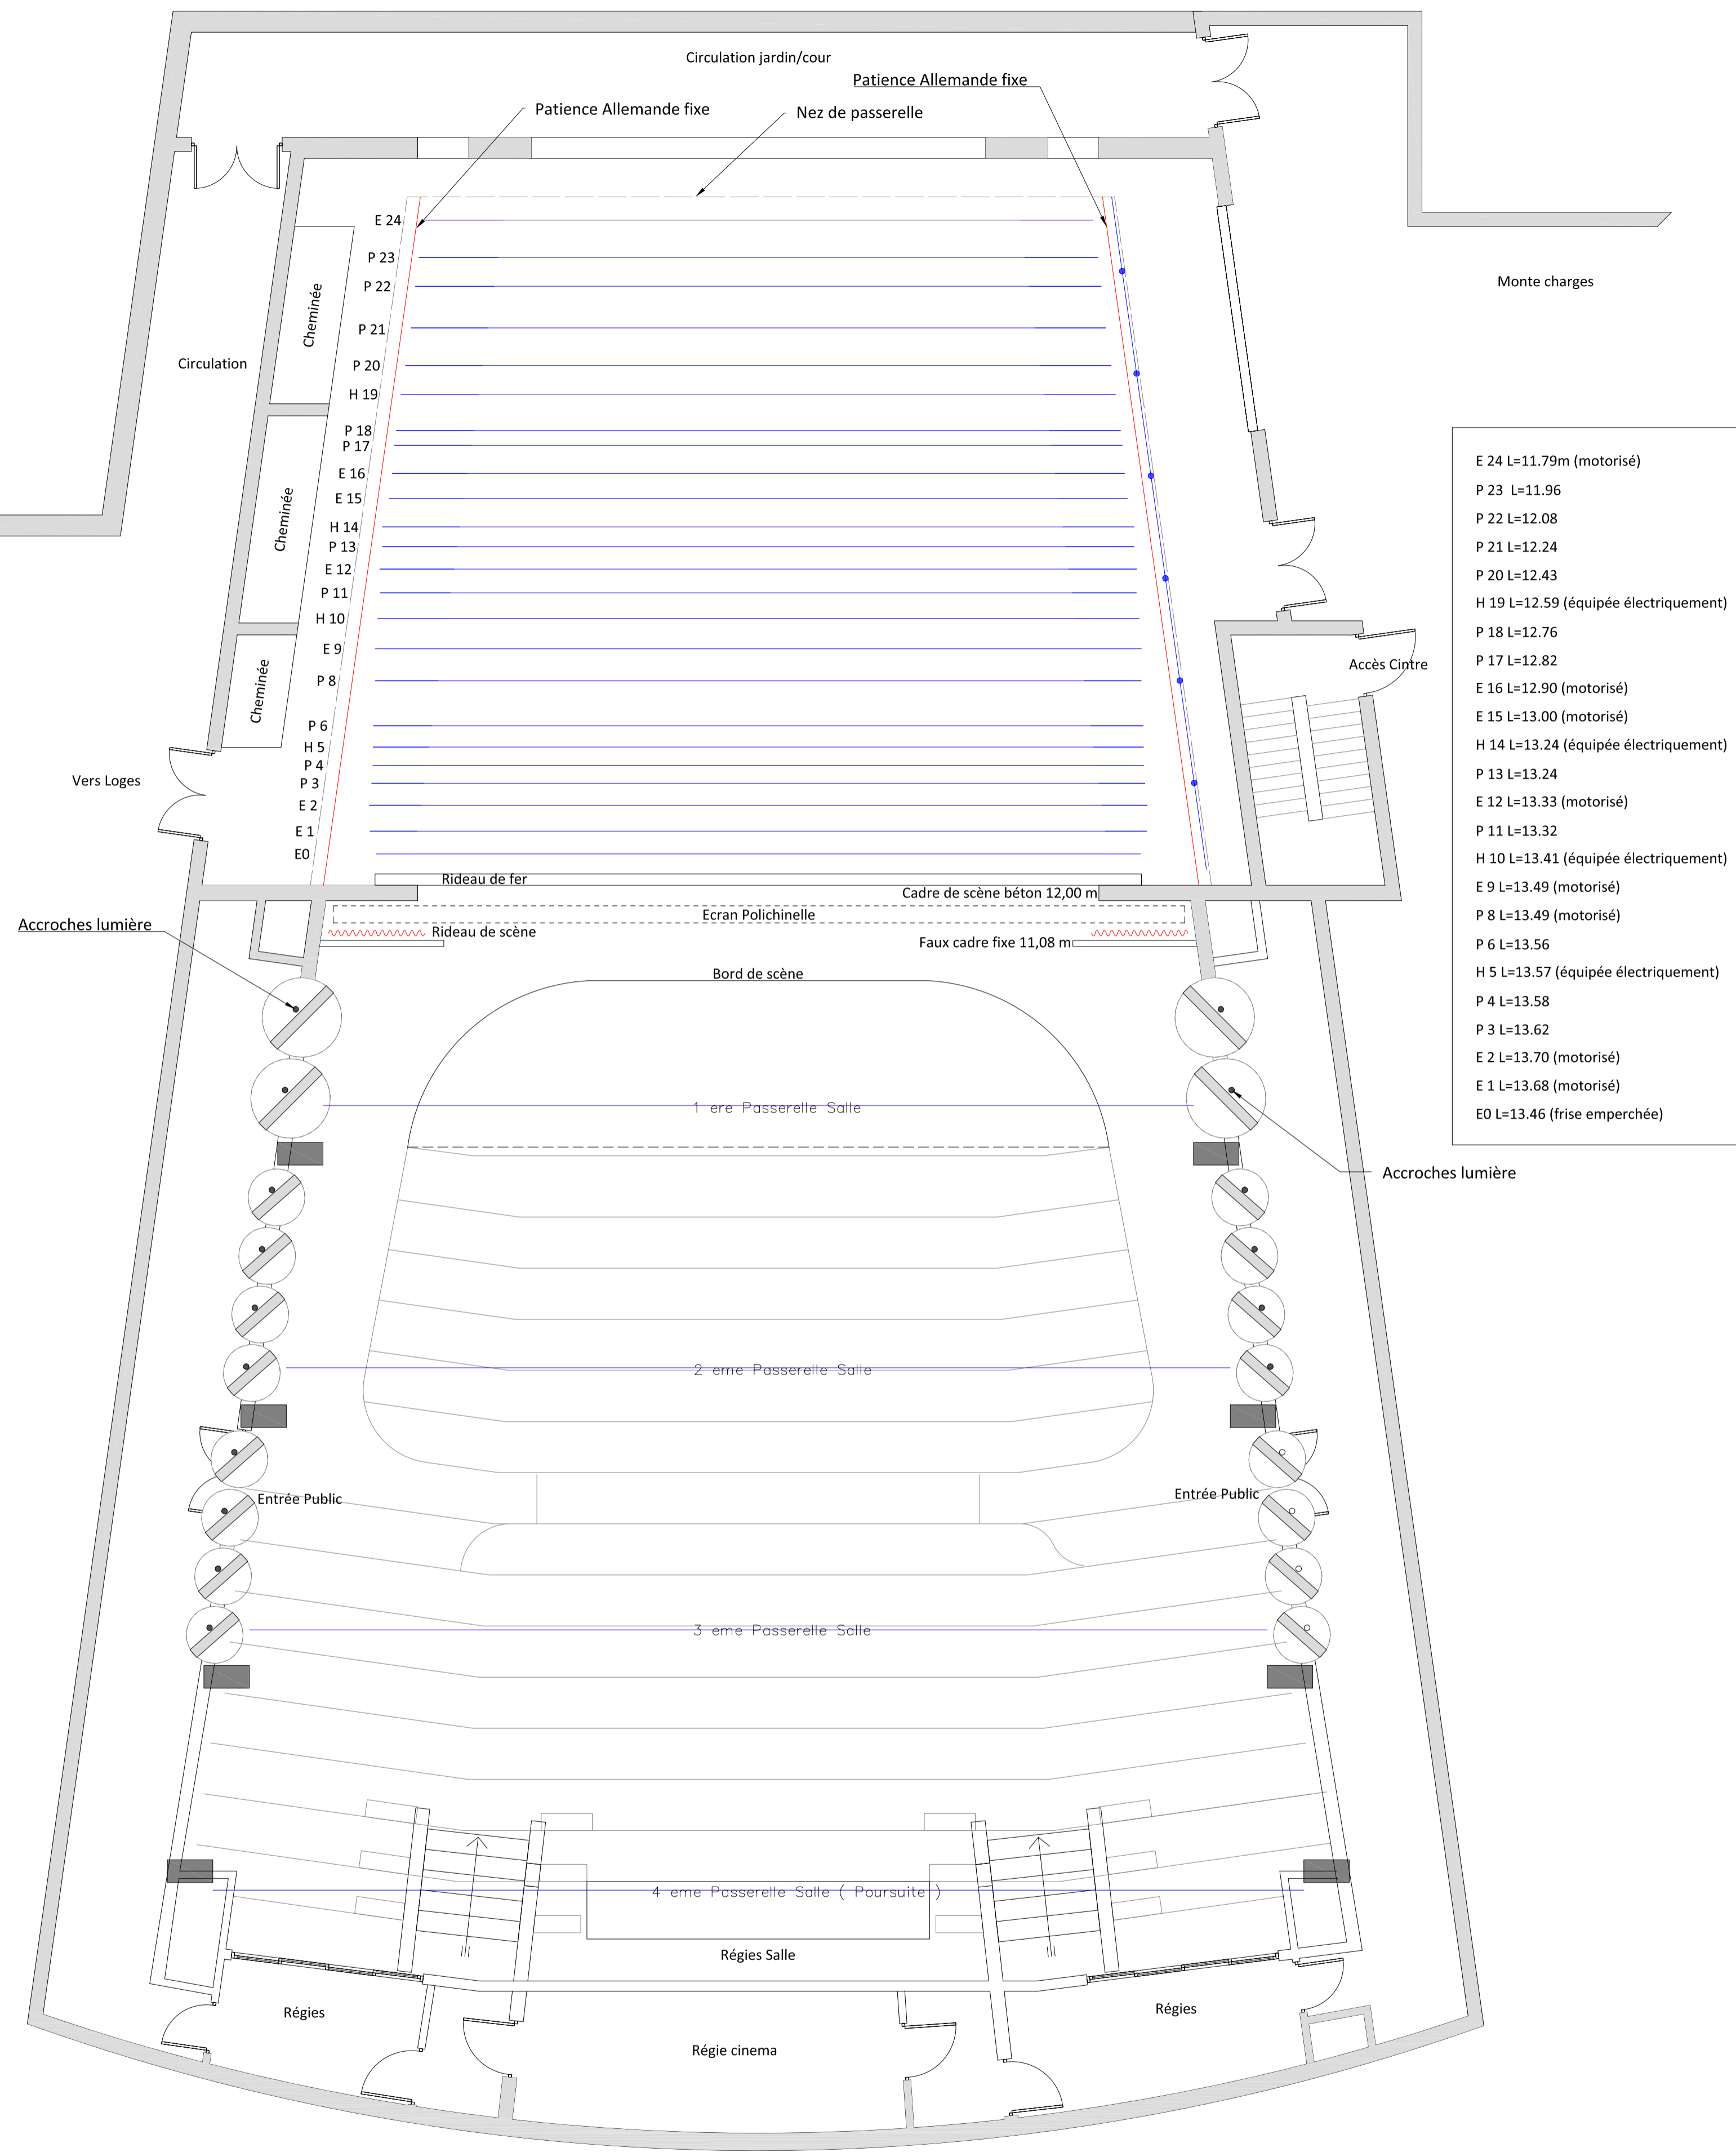 Circulation jardin/cour
Patience Allemande fixe
Patience Allemande fixe
Nez de passerelle
E 24
P 23
P 22
P 21
P 20
H 19
P 18
P 17
E 16
E 15
H 14
P 13
E 12
P 11
H 10
E 9
P 8
P 6
H 5
P 4
P 3
E 2
E 1
E0
Cheminée
Cheminée
Cheminée
Circulation
Vers Loges
Monte charges
Accès Cintre
E 24 L=11.79m (motorisé)
P 23 L=11.96
P 22 L=12.08
P 21 L=12.24
P 20 L=12.43
H 19 L=12.59 (équipée électriquement)
P 18 L=12.76
P 17 L=12.82
E 16 L=12.90 (motorisé)
E 15 L=13.00 (motorisé)
H 14 L=13.24 (équipée électriquement)
P 13 L=13.24
E 12 L=13.33 (motorisé)
P 11 L=13.32
H 10 L=13.41 (équipée électriquement)
E 9 L=13.49 (motorisé)
P 8 L=13.49 (motorisé)
P 6 L=13.56
H 5 L=13.57 (équipée électriquement)
P 4 L=13.58
P 3 L=13.62
E 2 L=13.70 (motorisé)
E 1 L=13.68 (motorisé)
E0 L=13.46 (frise emperchée)
Rideau de fer
Cadre de scène béton 12,00 m
Ecran Polichinelle
Accroches lumière
Rideau de scène
Faux cadre fixe 11,08 m
Bord de scène
1 ere Passerelle Salle
Accroches lumière
2 eme Passerelle Salle
Entrée Public
Entrée Public
3 eme Passerelle Salle
4 eme Passerelle Salle ( Poursuite )
Régies Salle
Régies
Régies
Régie cinema